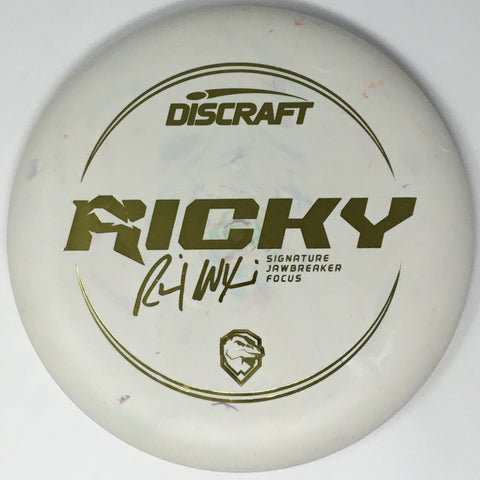 DISCRAFT
RICKY
SIGNATURE
JAWBREAKER
FOCUS